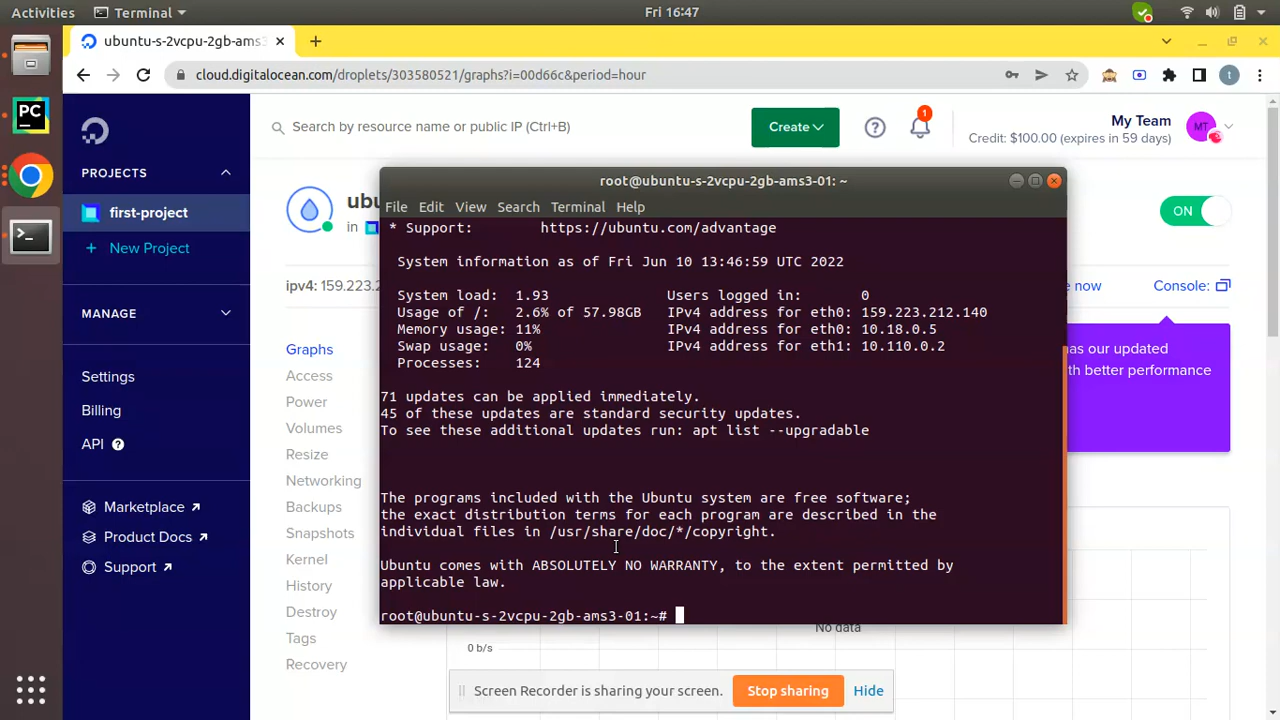 Activities
Terminal
Fri 16:47
ubuntu-s-2vcpu-2gb-ams3
cloud.digitalocean.com/droplets/303580521/graphs?i=00d66c&period=hour
t
PC
Search by resource name or public IP (Ctrl+B)
Create
1
My Team
Credit: $100.00 (expires in 59 days)
MT
PROJECTS
first-project
+ New Project
MANAGE
Settings
Billing
API ?
Marketplace
Product Docs
Support
ubu
in
ON
ipv4: 159.223.2
e now
Console:
has our updated
th better performance
Graphs
Access
Power
Volumes
Resize
Networking
Backups
Snapshots
Kernel
History
Destroy
Tags
Recovery
root@ubuntu-s-2vcpu-2gb-ams3-01: ~
File Edit View Search Terminal Help
* Support: https://ubuntu.com/advantage
System information as of Fri Jun 10 13:46:59 UTC 2022
System load: 1.93 Users logged in: 0
Usage of /: 2.6% of 57.98GB IPv4 address for eth0: 159.223.212.140
Memory usage: 11% IPv4 address for eth0: 10.18.0.5
Swap usage: 0% IPv4 address for eth1: 10.110.0.2
Processes: 124
71 updates can be applied immediately.
45 of these updates are standard security updates.
To see these additional updates run: apt list --upgradable
The programs included with the Ubuntu system are free software;
the exact distribution terms for each program are described in the
individual files in /usr/share/doc/*/copyright.
Ubuntu comes with ABSOLUTELY NO WARRANTY, to the extent permitted by
applicable law.
root@ubuntu-s-2vcpu-2gb-ams3-01:~#
No data
0 b/s
Screen Recorder is sharing your screen.
Stop sharing
Hide